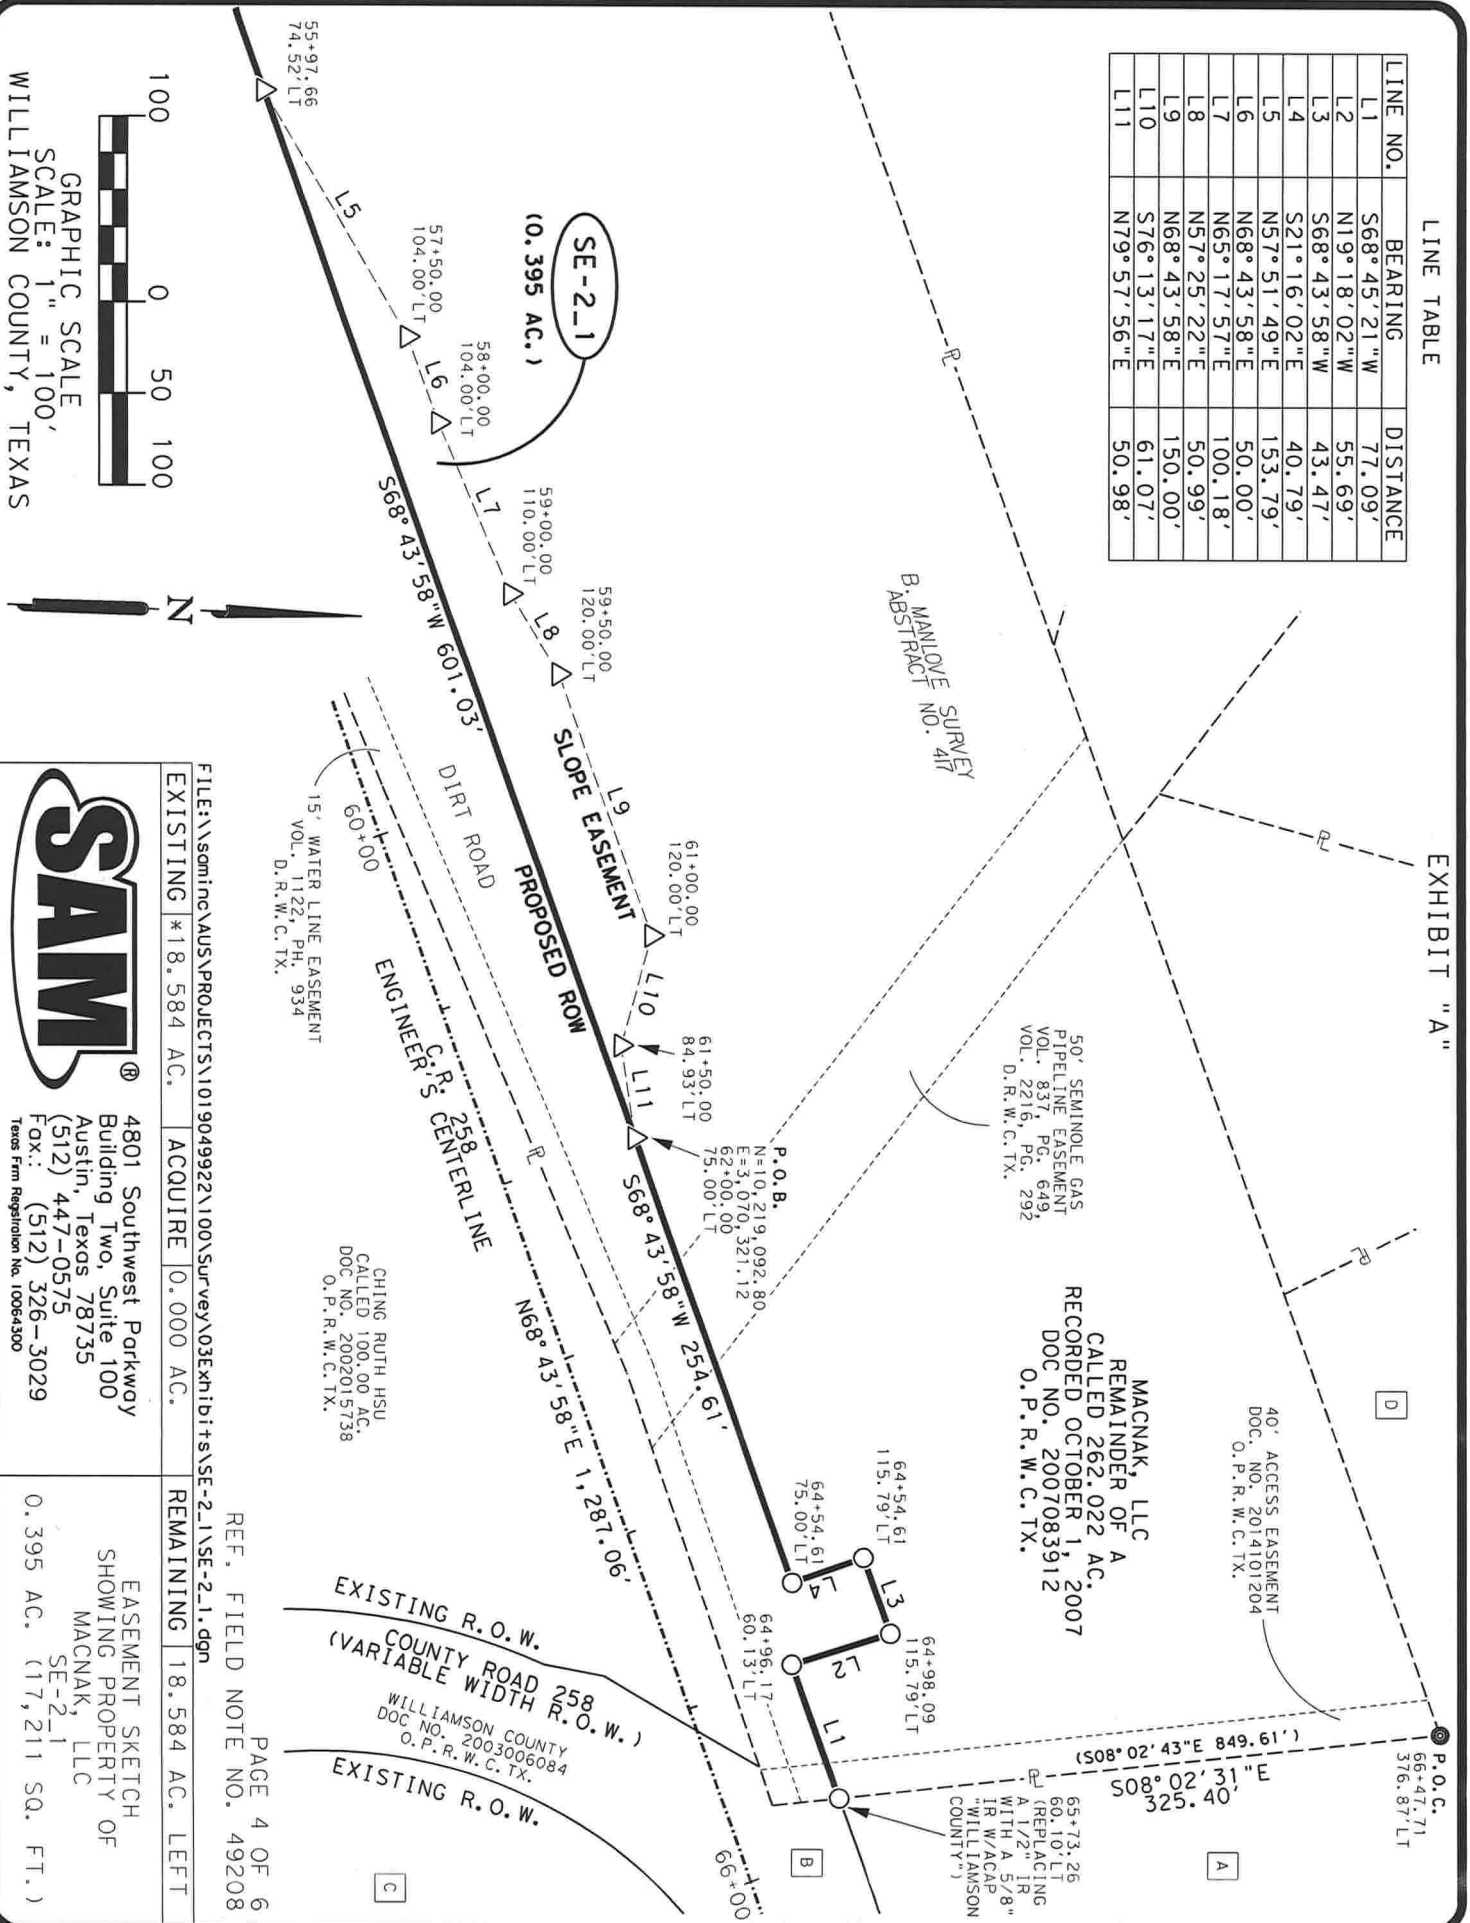 EXHIBIT "A"
LINE TABLE
LINE NO. BEARING DISTANCE
L1 S68°45'21"W 77.09'
L2 N19°18'02"W 55.69'
L3 S68°43'58"W 43.47'
L4 S21°16'02"E 40.79'
L5 N57°51'49"E 153.79'
L6 N68°43'58"E 50.00'
L7 N65°17'57"E 100.18'
L8 N57°25'22"E 50.99'
L9 N68°43'58"E 150.00'
L10 S76°13'17"E 61.07'
L11 N79°57'56"E 50.98'
P.O.C.
66+47.71
376.87'LT
D
A
40' ACCESS EASEMENT
DOC. NO. 2014101204
O.P.R.W.C.TX.
(S08°02'43"E 849.61')
S08°02'31"E
325.40'
PL
PL
PL
PL
MACNAK, LLC
REMAINDER OF A
CALLED 262.022 AC.
RECORDED OCTOBER 1, 2007
DOC NO. 2007083912
O.P.R.W.C.TX.
50' SEMINOLE GAS
PIPELINE EASEMENT
VOL. 837, PG. 649,
VOL. 2216, PG. 292
D.R.W.C.TX.
B. MANLOVE SURVEY
ABSTRACT NO. 417
65+73.26
60.10'LT
(REPLACING
A 1/2" IR
WITH A 5/8"
IR W/ACAP
"WILLIAMSON
COUNTY")
B
64+54.61
115.79'LT
64+98.09
115.79'LT
64+54.61
75.00'LT
64+96.17
60.13'LT
L1
L2
L3
L4
P.O.B.
N=10,219,092.80
E=3,070,321.12
62+00.00
75.00'LT
61+50.00
84.93'LT
61+00.00
120.00'LT
59+50.00
120.00'LT
59+00.00
110.00'LT
58+00.00
104.00'LT
57+50.00
104.00'LT
55+97.66
74.52'LT
L5
L6
L7
L8
L9
L10
L11
SE-2_1
(0.395 AC.)
SLOPE EASEMENT
PROPOSED ROW
S68°43'58"W 254.61'
S68°43'58"W 601.03'
DIRT ROAD
PL
60+00
C.R. 258
ENGINEER'S CENTERLINE
N68°43'58"E 1,287.06'
66+00
15' WATER LINE EASEMENT
VOL. 1122, PH. 934
D.R.W.C.TX.
CHING RUTH HSU
CALLED 100.00 AC.
DOC NO. 2002015738
O.P.R.W.C.TX.
EXISTING R.O.W.
COUNTY ROAD 258
(VARIABLE WIDTH R.O.W.)
WILLIAMSON COUNTY
DOC NO. 2003006084
O.P.R.W.C.TX.
EXISTING R.O.W.
C
N
100 0 50 100
GRAPHIC SCALE
SCALE: 1" = 100'
WILLIAMSON COUNTY, TEXAS
PAGE 4 OF 6
REF. FIELD NOTE NO. 49208
FILE:\\saminc\AUS\PROJECTS\1019049922\100\Survey\03Exhibits\SE-2_1\SE-2_1.dgn
EXISTING *18.584 AC. ACQUIRE 0.000 AC. REMAINING 18.584 AC. LEFT
SAM®
4801 Southwest Parkway
Building Two, Suite 100
Austin, Texas 78735
(512) 447-0575
Fax.: (512) 326-3029
Texas Firm Registration No. 10064300
EASEMENT SKETCH
SHOWING PROPERTY OF
MACNAK, LLC
SE-2_1
0.395 AC. (17,211 SQ. FT.)